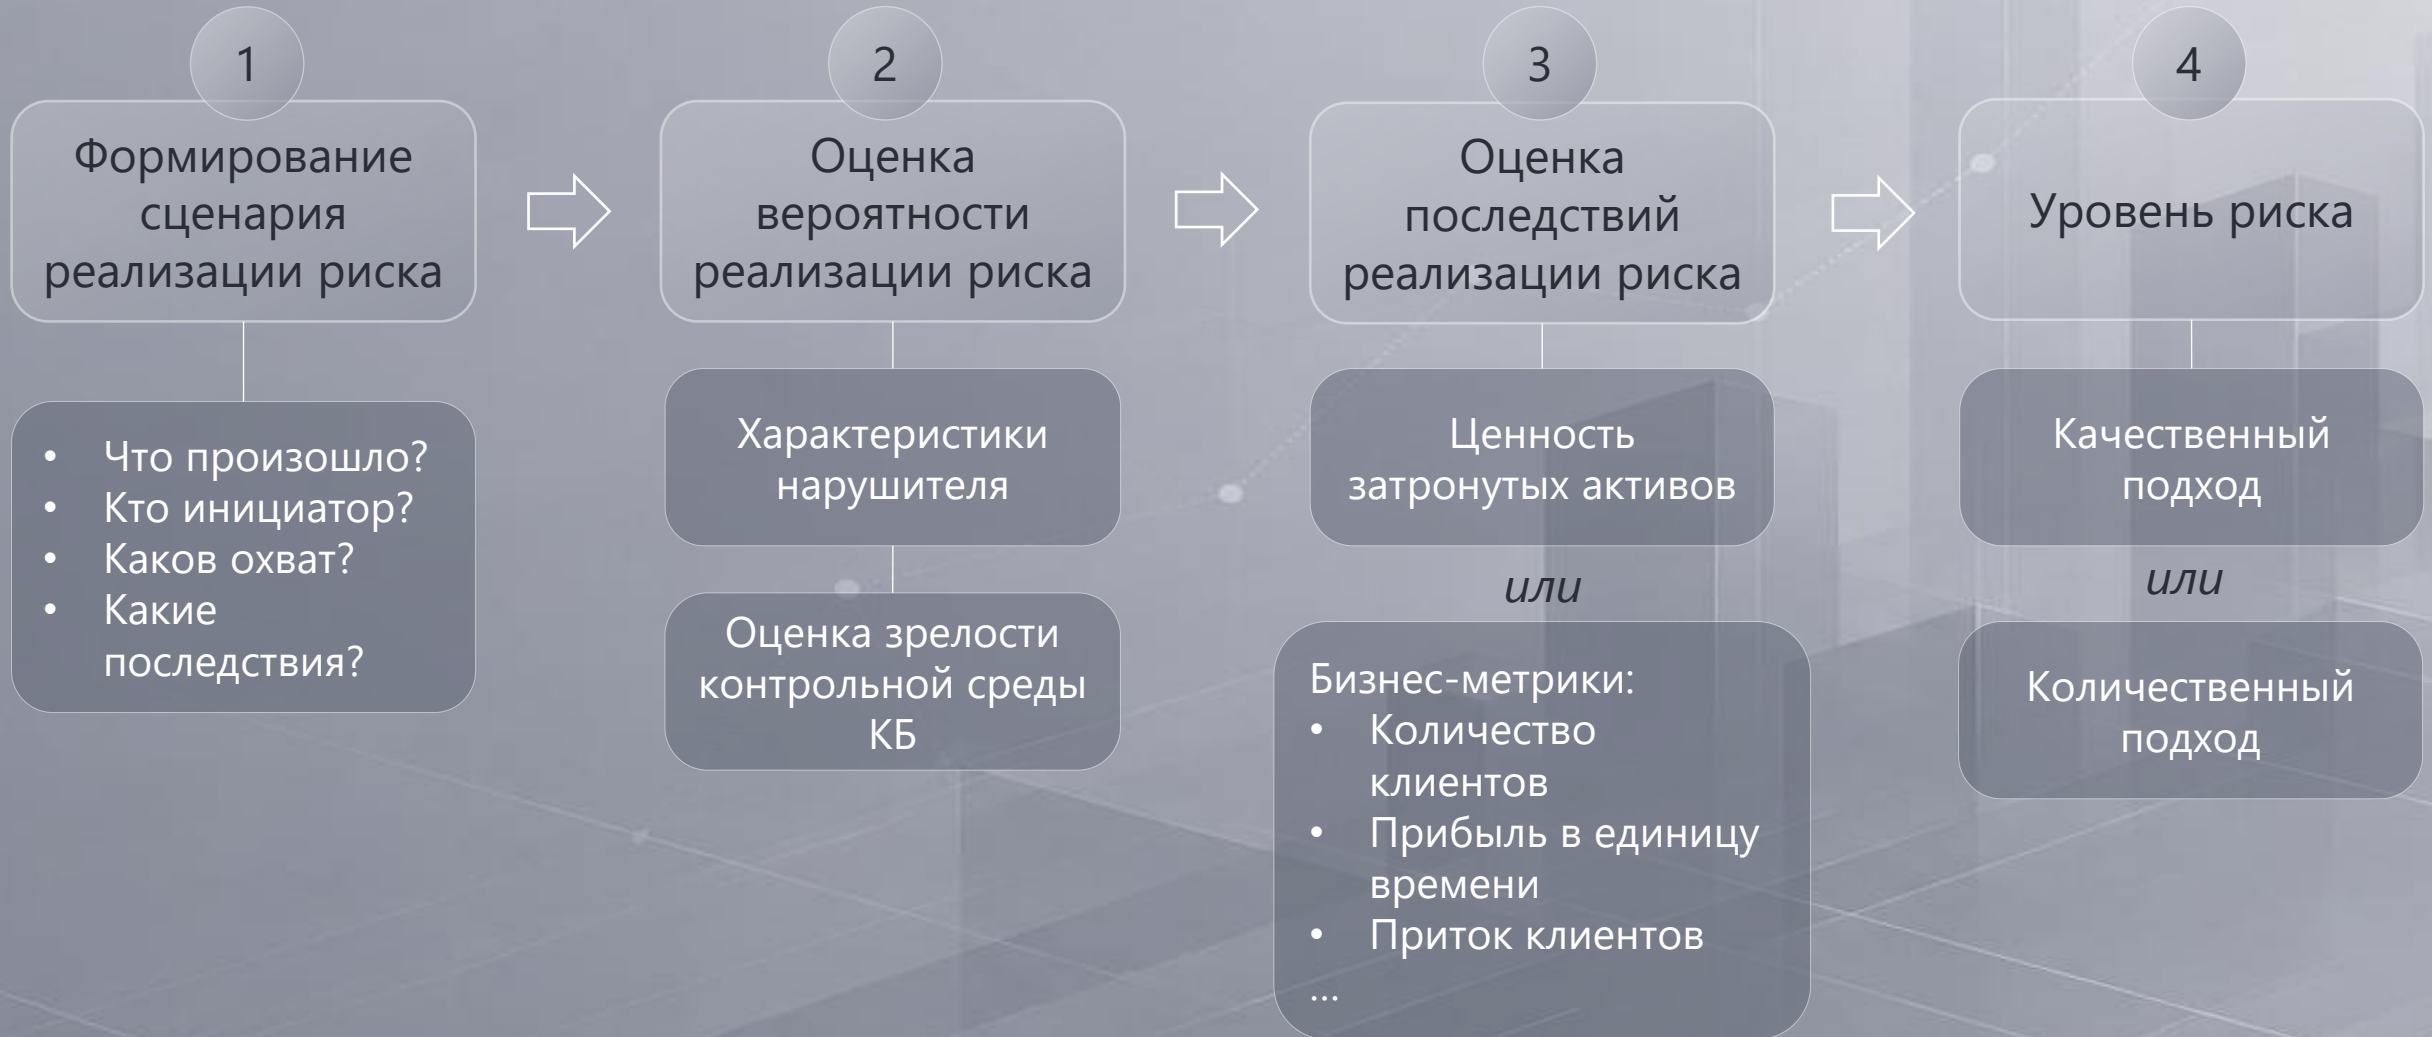 1
Формирование
сценария
реализации риска
• Что произошло?
• Кто инициатор?
• Каков охват?
• Какие
последствия?
2
Оценка
вероятности
реализации риска
Характеристики
нарушителя
Оценка зрелости
контрольной среды
КБ
3
Оценка
последствий
реализации риска
Ценность
затронутых активов
или
Бизнес-метрики:
• Количество
клиентов
• Прибыль в единицу
времени
• Приток клиентов
...
4
Уровень риска
Качественный
подход
или
Количественный
подход